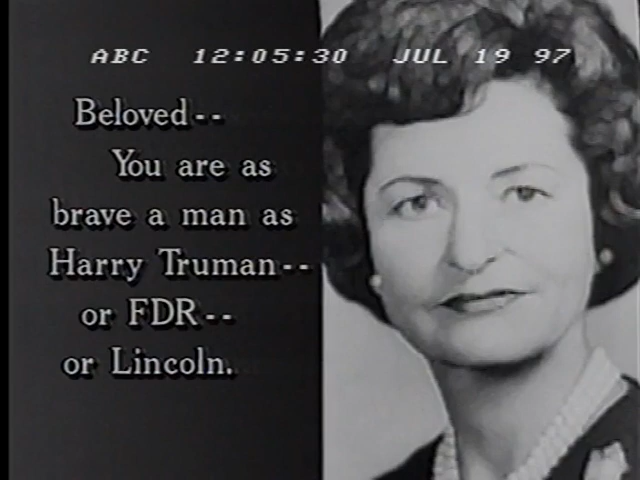 ABC 12:05:30 JUL 19 97
Beloved--
You are as
brave a man as
Harry Truman--
or FDR--
or Lincoln.